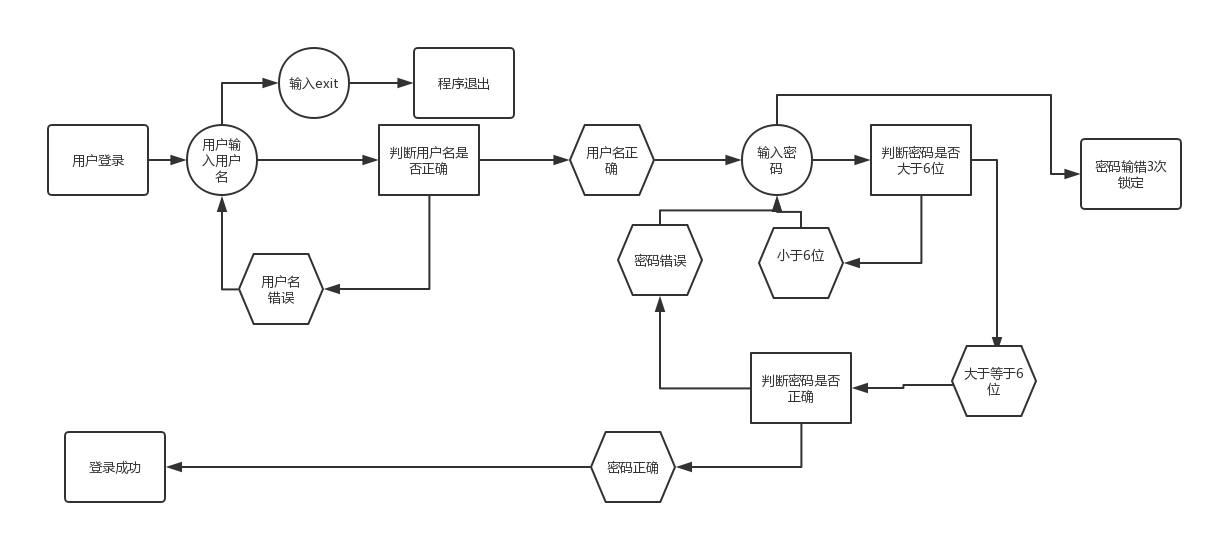 输入exit
程序退出
用户登录
用户输
入用户
名
判断用户名是
否正确
用户名正
确
输入密
码
判断密码是否
大于6位
密码输错3次
锁定
用户名
错误
密码错误
小于6位
判断密码是否
正确
大于等于6
位
登录成功
密码正确